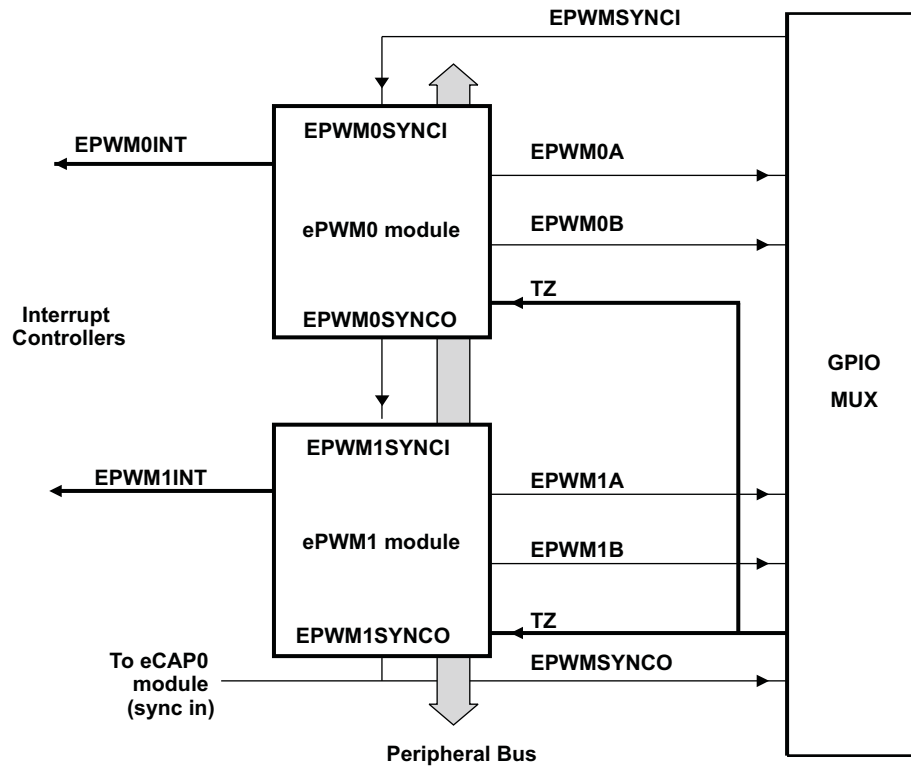 EPWMSYNCI
EPWM0SYNCI
EPWM0INT
EPWM0A
ePWM0 module
EPWM0B
TZ
EPWM0SYNCO
Interrupt
Controllers
GPIO
MUX
EPWM1SYNCI
EPWM1INT
EPWM1A
ePWM1 module
EPWM1B
TZ
EPWM1SYNCO
To eCAP0
module
(sync in)
EPWMSYNCO
Peripheral Bus